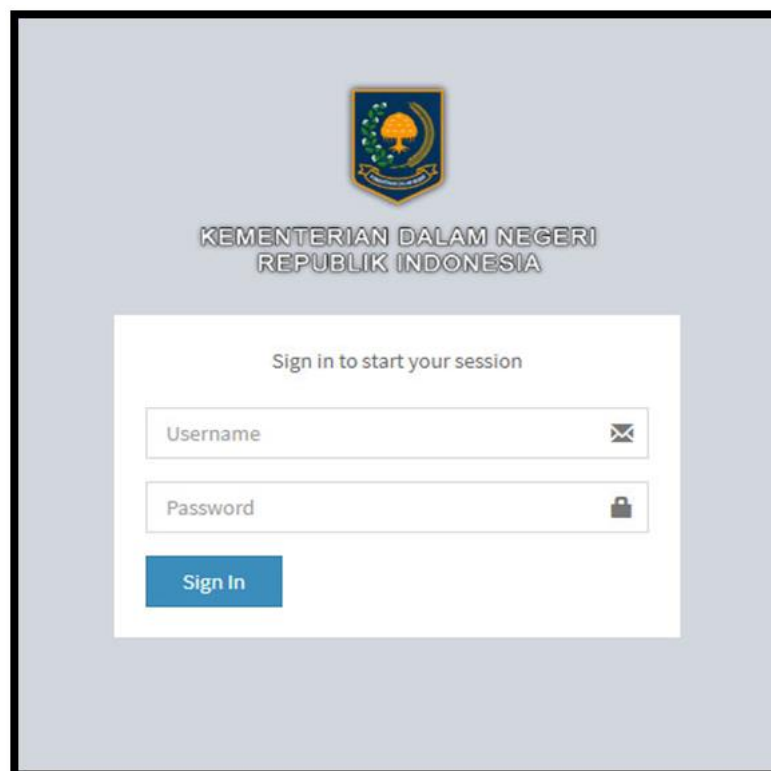 KEMENTERIAN DALAM NEGERI
REPUBLIK INDONESIA
Sign in to start your session
Username
Password
Sign In